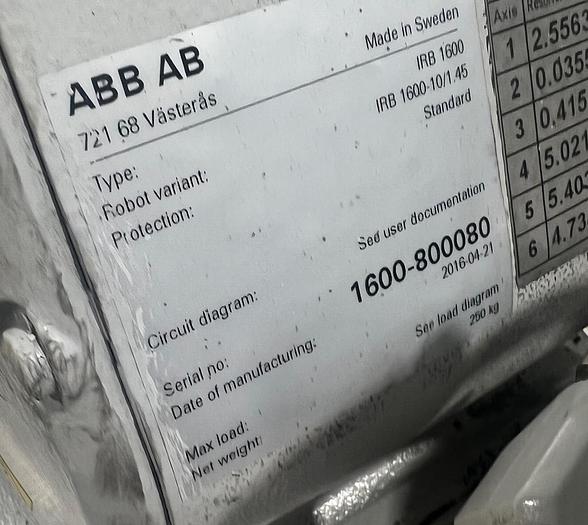 ABB AB
Made in Sweden
721 68 Västerås
Type: IRB 1600
Robot variant: IRB 1600-10/1.45
Protection: Standard
Circuit diagram: See user documentation
Serial no: 1600-800080
Date of manufacturing: 2016-04-21
Max load: See load diagram
Net weight: 250 kg
Axis
1 2.5563
2 0.0355
3 0.415
4 5.021
5 5.403
6 4.73